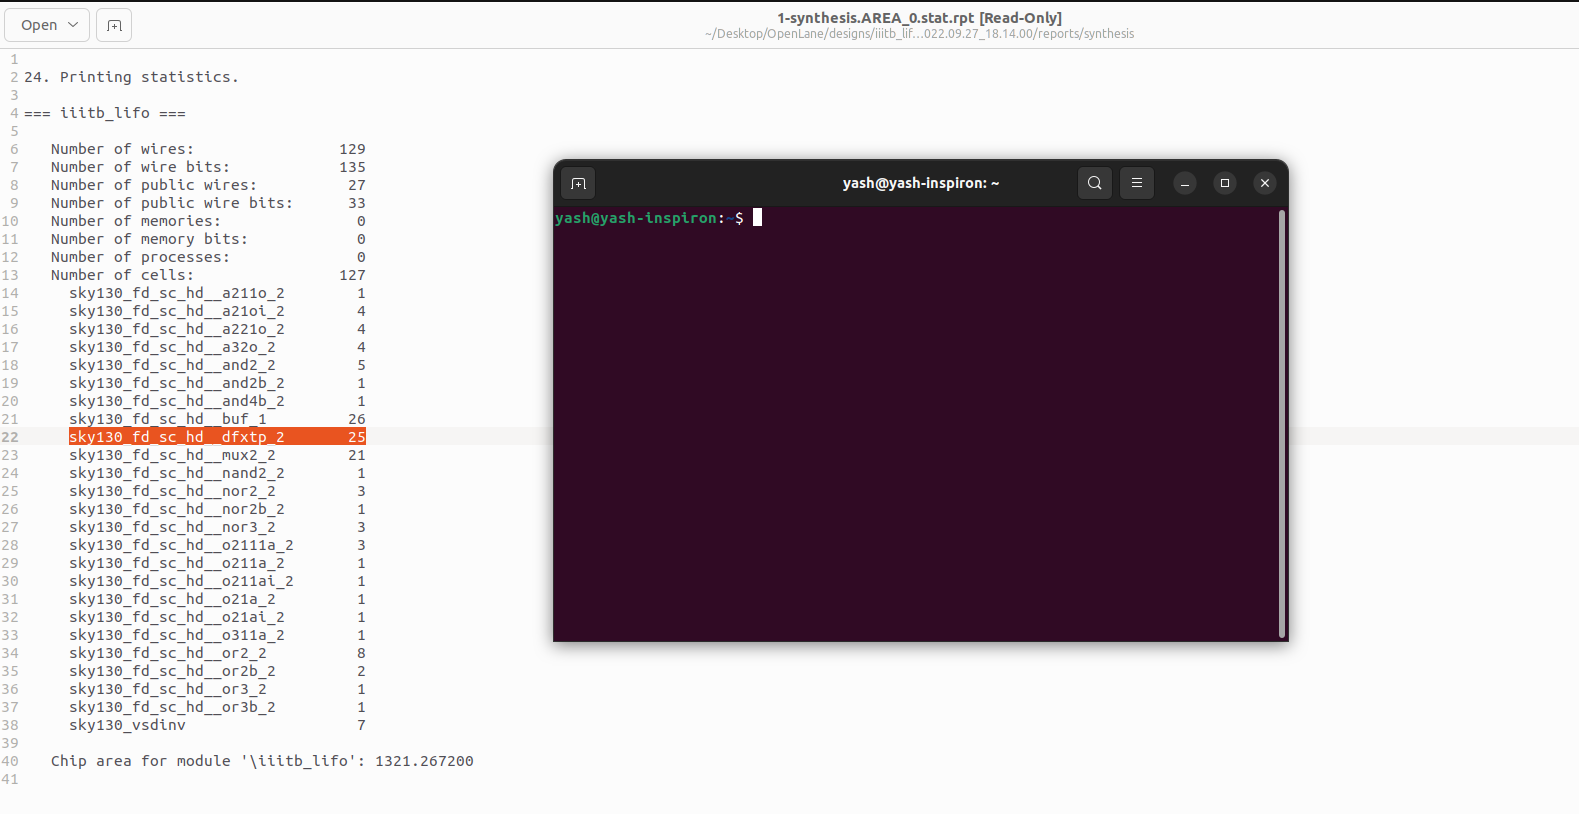 Open
1-synthesis.AREA_0.stat.rpt [Read-Only]
~/Desktop/OpenLane/designs/iiitb_lif...022.09.27_18.14.00/reports/synthesis
1
2 24. Printing statistics.
3
4 === iiitb_lifo ===
5
6 Number of wires: 129
7 Number of wire bits: 135
8 Number of public wires: 27
9 Number of public wire bits: 33
10 Number of memories: 0
11 Number of memory bits: 0
12 Number of processes: 0
13 Number of cells: 127
14 sky130_fd_sc_hd__a211o_2 1
15 sky130_fd_sc_hd__a21oi_2 4
16 sky130_fd_sc_hd__a221o_2 4
17 sky130_fd_sc_hd__a32o_2 4
18 sky130_fd_sc_hd__and2_2 5
19 sky130_fd_sc_hd__and2b_2 1
20 sky130_fd_sc_hd__and4b_2 1
21 sky130_fd_sc_hd__buf_1 26
22 sky130_fd_sc_hd__dfxtp_2 25
23 sky130_fd_sc_hd__mux2_2 21
24 sky130_fd_sc_hd__nand2_2 1
25 sky130_fd_sc_hd__nor2_2 3
26 sky130_fd_sc_hd__nor2b_2 1
27 sky130_fd_sc_hd__nor3_2 3
28 sky130_fd_sc_hd__o2111a_2 3
29 sky130_fd_sc_hd__o211a_2 1
30 sky130_fd_sc_hd__o211ai_2 1
31 sky130_fd_sc_hd__o21a_2 1
32 sky130_fd_sc_hd__o21ai_2 1
33 sky130_fd_sc_hd__o311a_2 1
34 sky130_fd_sc_hd__or2_2 8
35 sky130_fd_sc_hd__or2b_2 2
36 sky130_fd_sc_hd__or3_2 1
37 sky130_fd_sc_hd__or3b_2 1
38 sky130_vsdinv 7
39
40 Chip area for module '\iiitb_lifo': 1321.267200
41
yash@yash-inspiron: ~
yash@yash-inspiron:~$